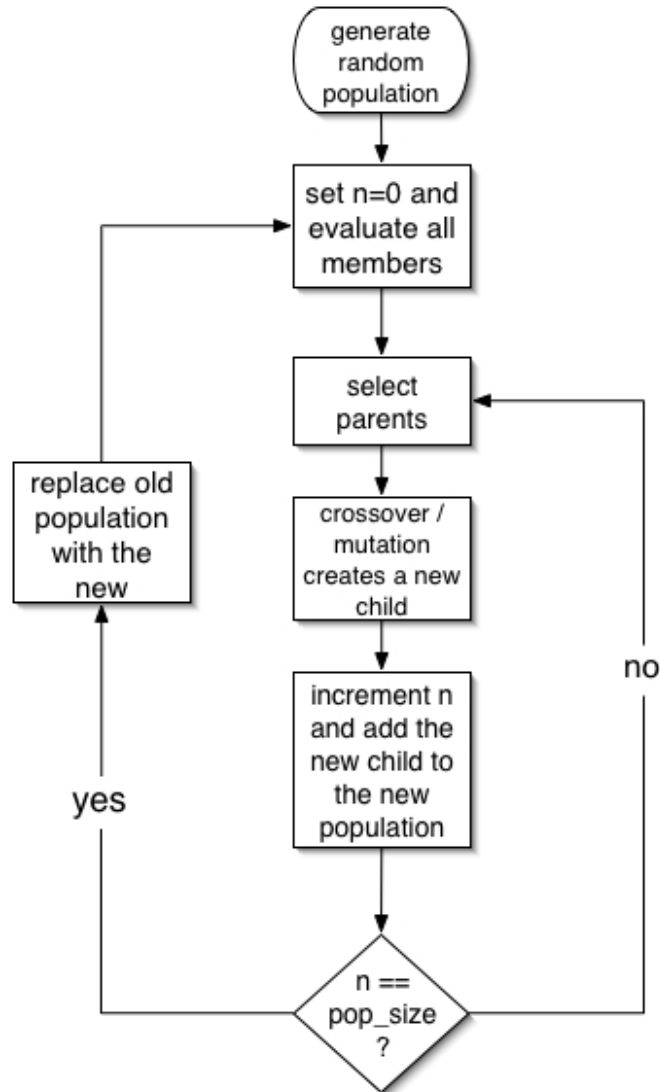 generate
random
population
set n=0 and
evaluate all
members
select
parents
replace old
population
with the
new
crossover /
mutation
creates a new
child
no
increment n
and add the
new child to
the new
population
yes
n ==
pop_size
?